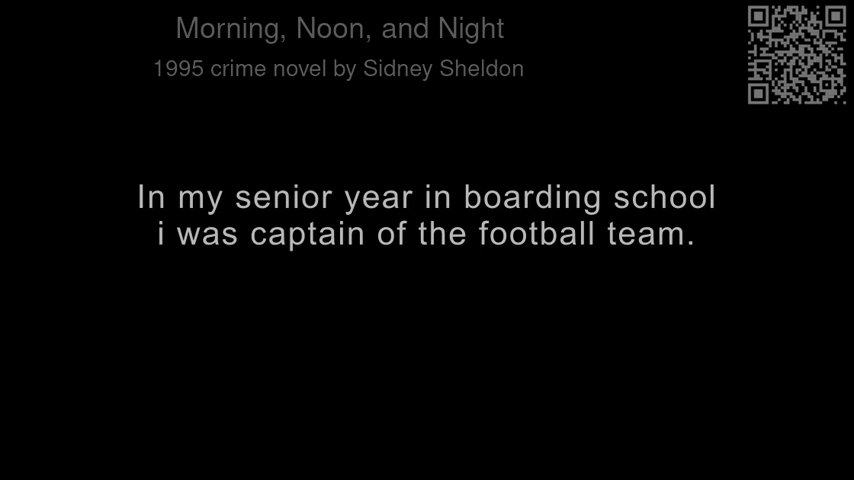 Morning, Noon, and Night
1995 crime novel by Sidney Sheldon
In my senior year in boarding school
i was captain of the football team.